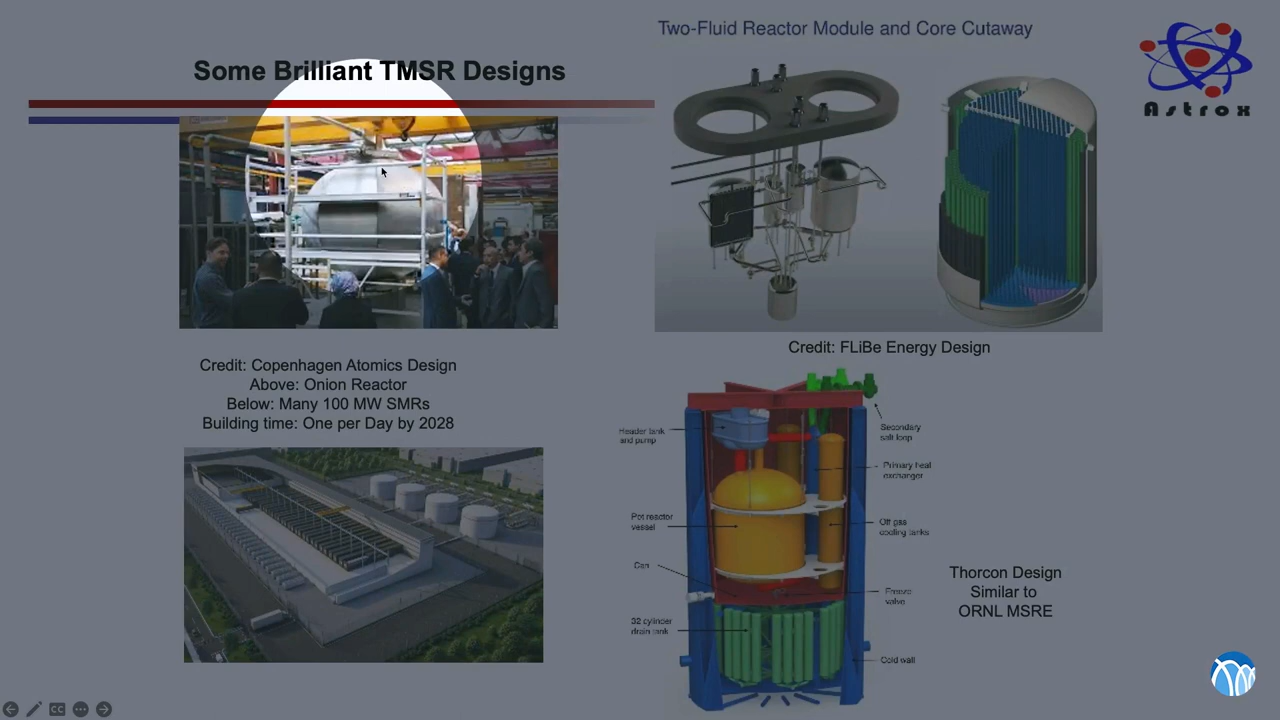 Two-Fluid Reactor Module and Core Cutaway
Some Brilliant TMSR Designs
Astrox
Credit: FLiBe Energy Design
Credit: Copenhagen Atomics Design
Above: Onion Reactor
Below: Many 100 MW SMRs
Building time: One per Day by 2028
Header tank
and pump
Secondary
salt loop
Primary heat
exchanger
Pot reactor
vessel
Off gas
cooling tanks
Can
Freeze
valve
32 cylinder
drain tank
Cold wall
Thorcon Design
Similar to
ORNL MSRE
CC